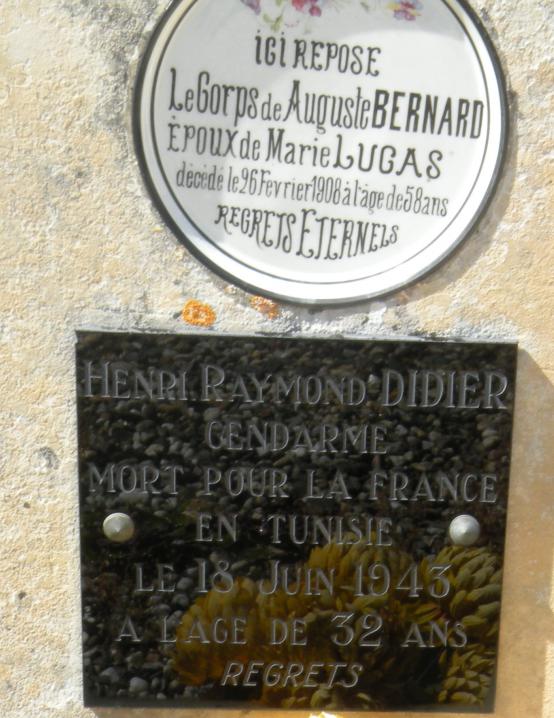 ICI REPOSE
Le Corps de Auguste BERNARD
ÉPOUX de Marie LUCAS
décédé le 26 Fevrier 1908 à l'âge de 58 ans
REGRETS ETERNELS
HENRI RAYMOND DIDIER
GENDARME
MORT POUR LA FRANCE
EN TUNISIE
LE 18 JUIN 1943
A L'AGE DE 32 ANS
REGRETS